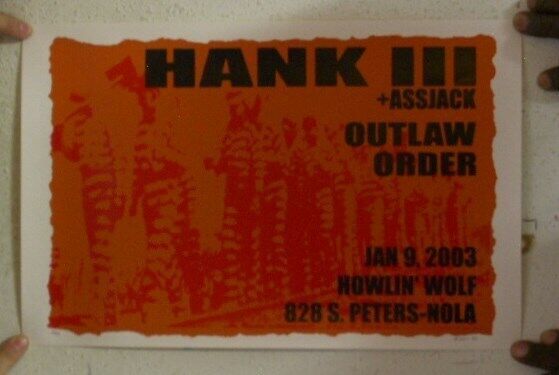 HANK III
+ASSJACK
OUTLAW
ORDER
JAN 9, 2003
HOWLIN' WOLF
828 S. PETERS-NOLA